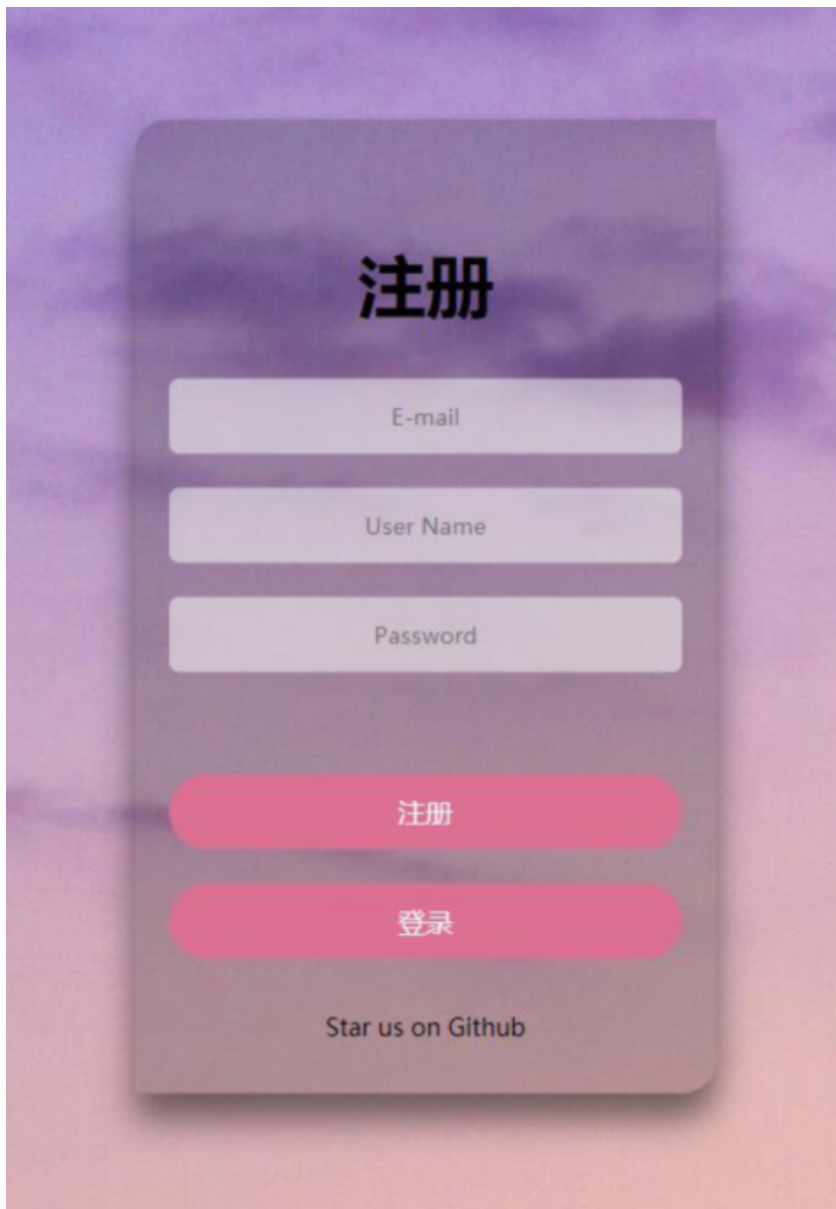 注册
E-mail
User Name
Password
注册
登录
Star us on Github